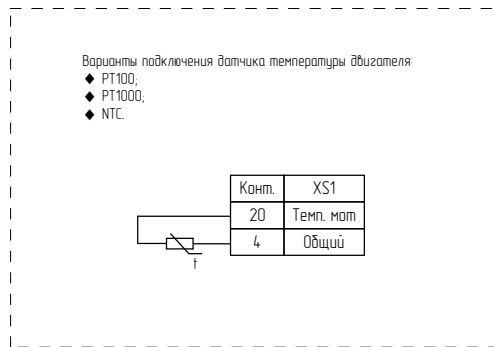 Варианты подключения датчика температуры двигателя:
◆ PT100;
◆ PT1000;
◆ NTC.
Конт. XS1
20 Темп. мот
4 Общий
t